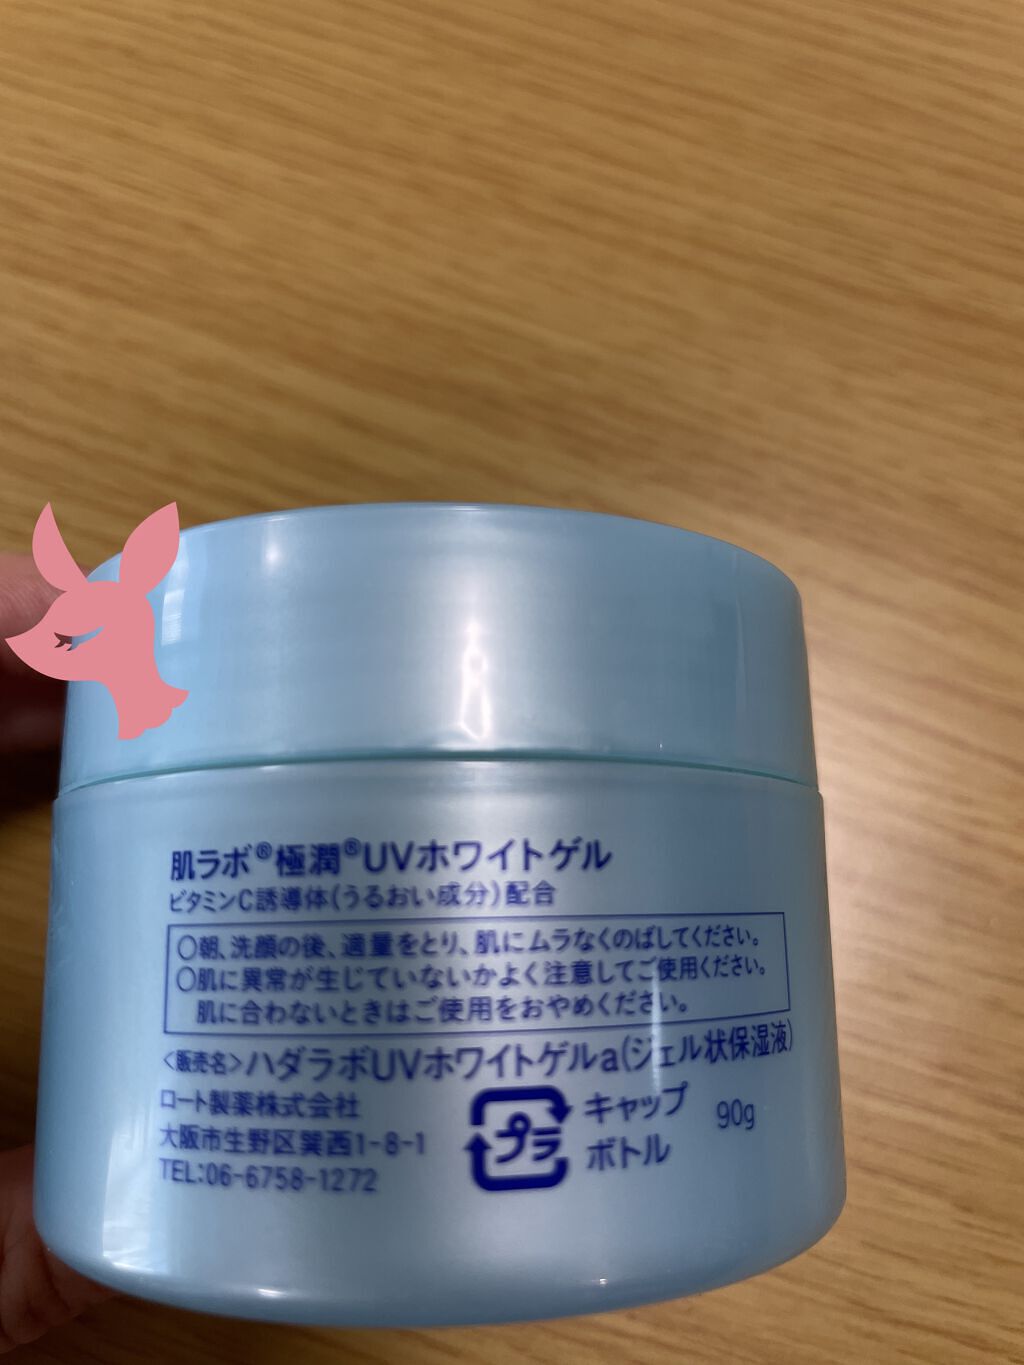 肌ラボ®極潤®UVホワイトゲル
ビタミンC誘導体(うるおい成分)配合
○朝、洗顔の後、適量をとり、肌にムラなくのばしてください。
○肌に異常が生じていないかよく注意してご使用ください。
肌に合わないときはご使用をおやめください。
<販売名>ハダラボUVホワイトゲルa(ジェル状保湿液)
ロート製薬株式会社
大阪市生野区巽西1-8-1
TEL:06-6758-1272
プラ
キャップ
ボトル
90g